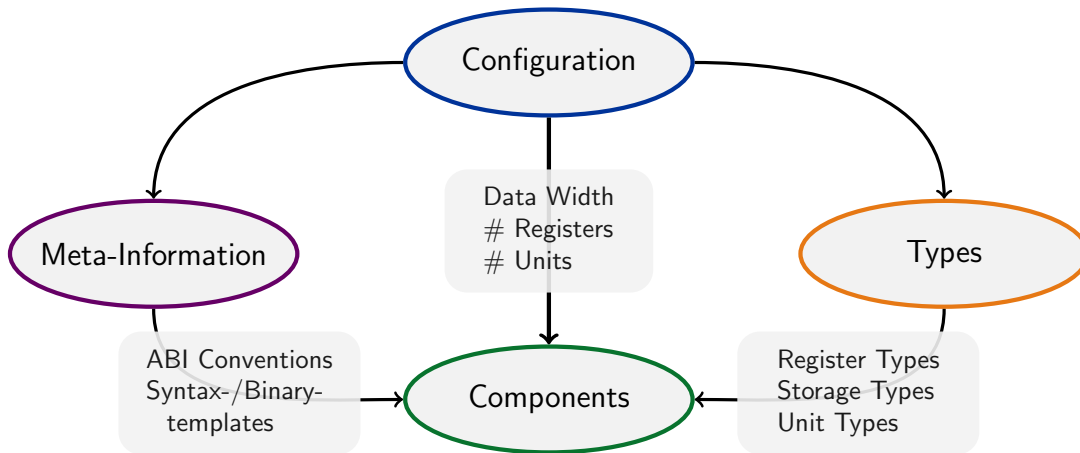 Configuration
Data Width
# Registers
# Units
Meta-Information
Types
ABI Conventions
Syntax-/Binary-
templates
Components
Register Types
Storage Types
Unit Types